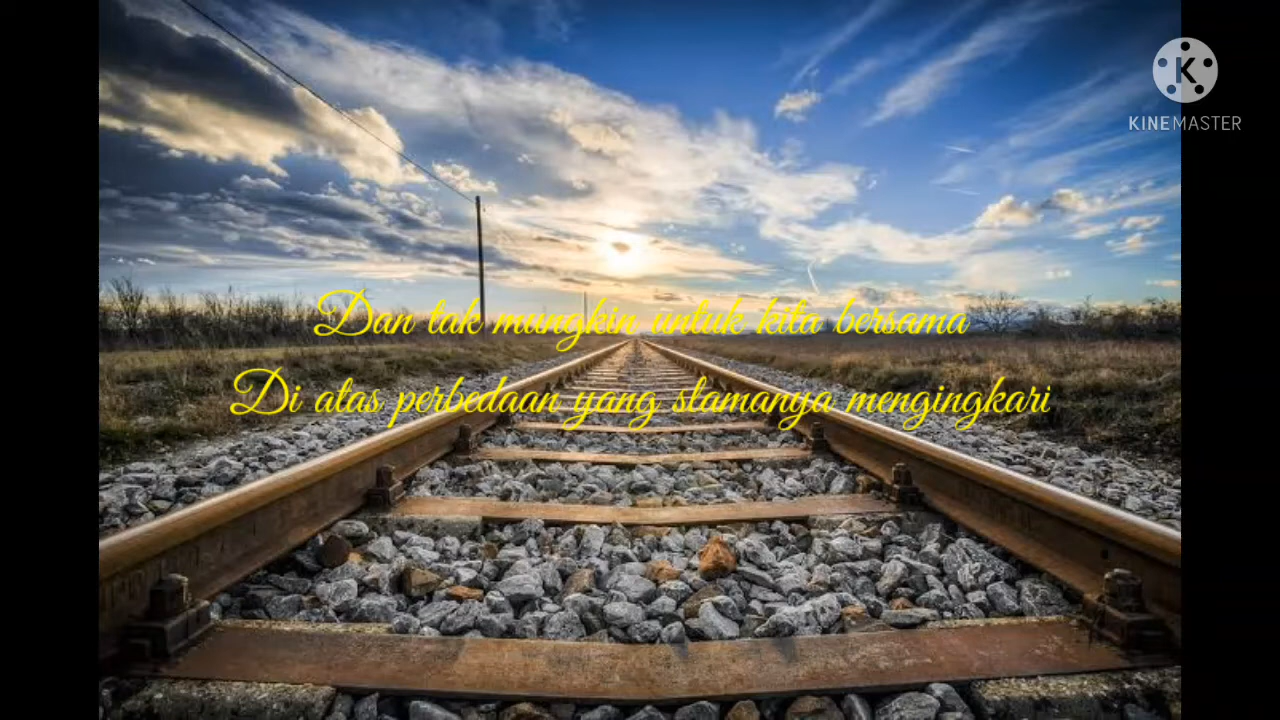 KINEMASTER
Dan tak mungkin untuk kita bersama
Di atas perbedaan yang slamanya mengingkari